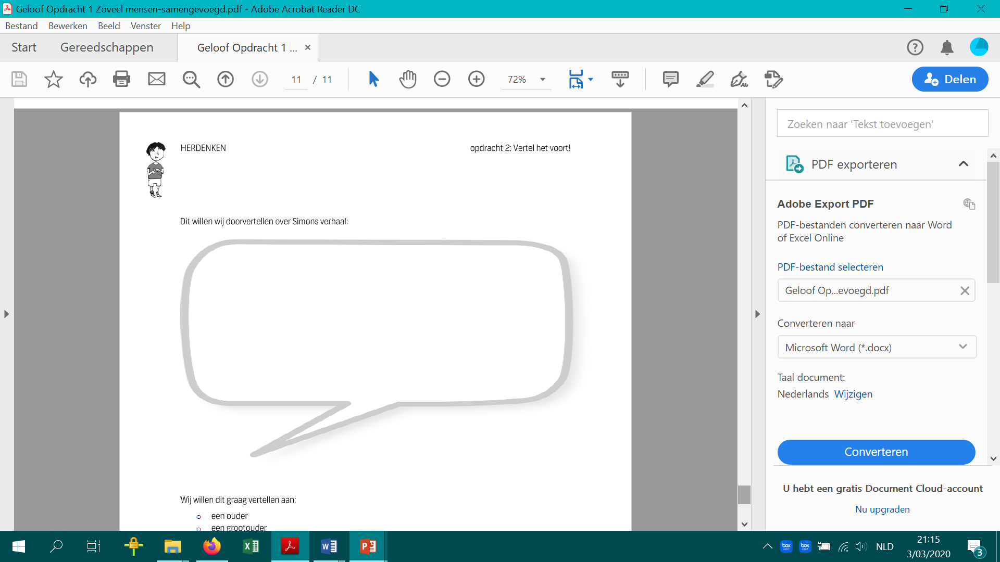 Geloof Opdracht 1 Zoveel mensen-samengevoegd.pdf - Adobe Acrobat Reader DC
Bestand Bewerken Beeld Venster Help
Start Gereedschappen Geloof Opdracht 1 ...
11 / 11 72% Delen
Zoeken naar 'Tekst toevoegen'
HERDENKEN opdracht 2: Vertel het voort!
Dit willen wij doorvertellen over Simons verhaal:
Wij willen dit graag vertellen aan:
o een ouder
o een grootouder
PDF exporteren
Adobe Export PDF
PDF-bestanden converteren naar Word
of Excel Online
PDF-bestand selecteren
Geloof Op...evoegd.pdf
Converteren naar
Microsoft Word (*.docx)
Taal document:
Nederlands Wijzigen
Converteren
U hebt een gratis Document Cloud-account
Nu upgraden
box EDIT box EDIT NLD 21:15
3/03/2020 3